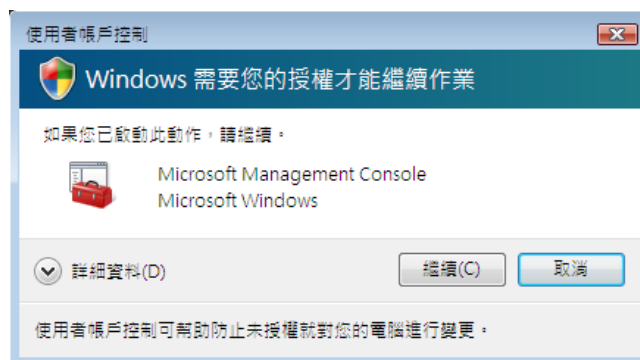 使用者帳戶控制
Windows 需要您的授權才能繼續作業
如果您已啟動此動作，請繼續。
Microsoft Management Console
Microsoft Windows
詳細資料(D)
繼續(C)
取消
使用者帳戶控制可幫助防止未授權就對您的電腦進行變更。